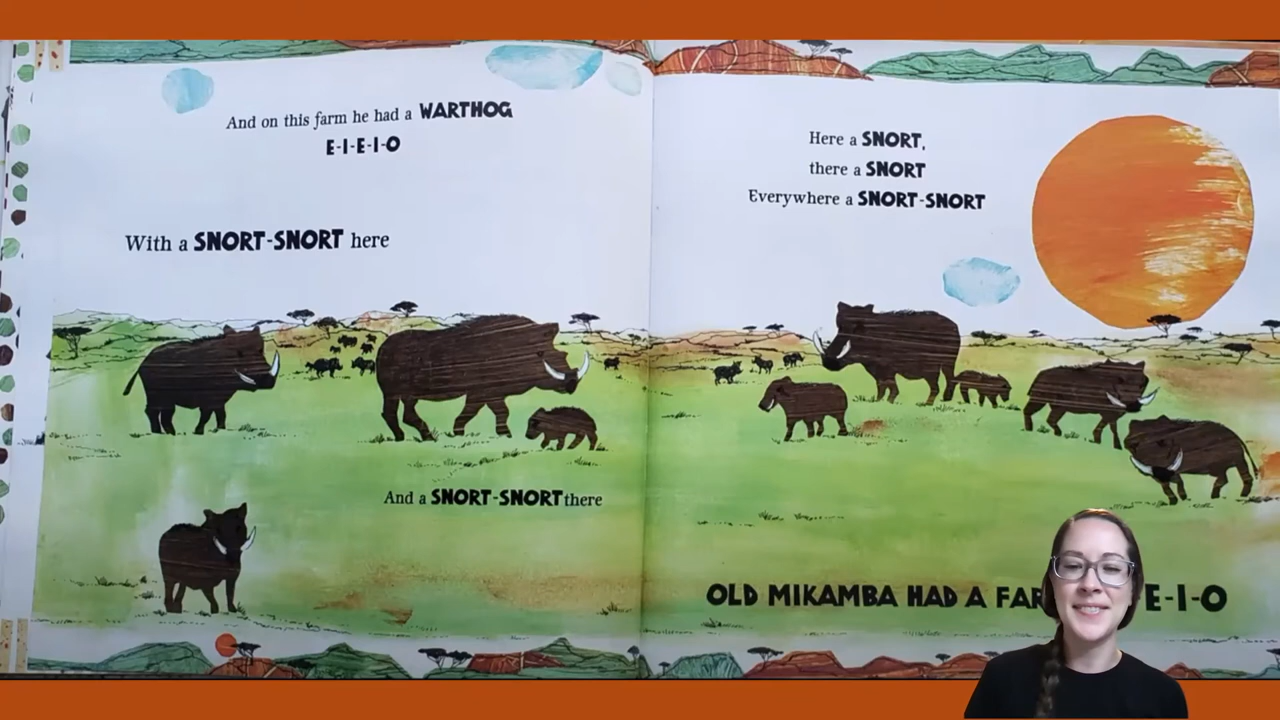 And on this farm he had a WARTHOG
E-I-E-I-O
With a SNORT-SNORT here
And a SNORT-SNORT there
Here a SNORT,
there a SNORT
Everywhere a SNORT-SNORT
OLD MIKAMBA HAD A FAR E-I-O